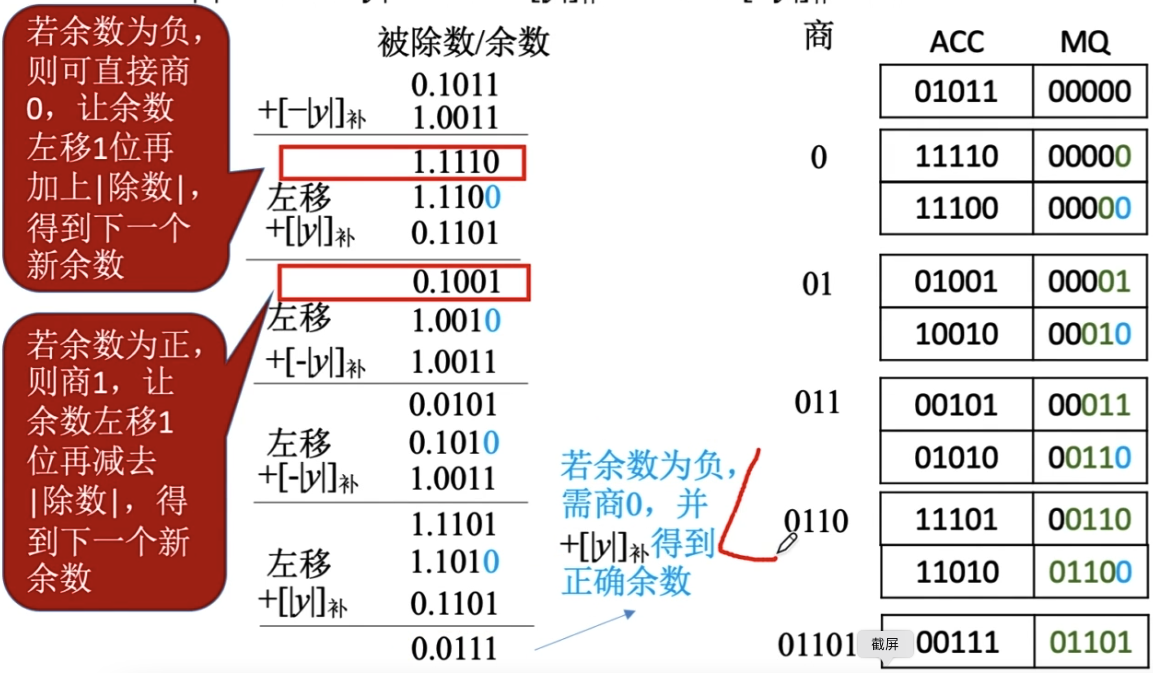 若余数为负，
则可直接商
0，让余数
左移1位再
加上|除数|，
得到下一个
新余数
若余数为正，
则商1，让
余数左移1
位再减去
|除数|，得
到下一个新
余数
被除数/余数 商 ACC MQ
0.1011 01011 00000
+[−|y|]补 1.0011
1.1110 0 11110 00000
左移 1.1100 11100 00000
+[|y|]补 0.1101
0.1001 01 01001 00001
左移 1.0010 10010 00010
+[-|y|]补 1.0011
0.0101 011 00101 00011
左移 0.1010 01010 00110
+[-|y|]补 1.0011
1.1101 0110 11101 00110
左移 1.1010 11010 01100
+[|y|]补 0.1101
0.0111 01101 00111 01101
若余数为负，
需商0，并
+[|y|]补得到
正确余数
截屏